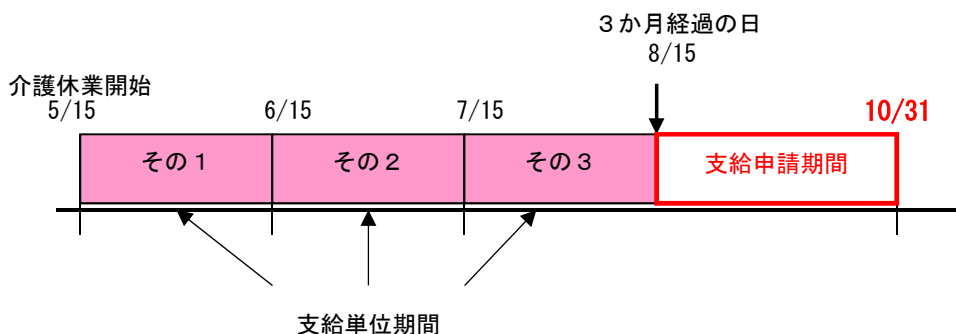 ３か月経過の日
8/15
介護休業開始
5/15
6/15
7/15
10/31
その１
その２
その３
支給申請期間
支給単位期間